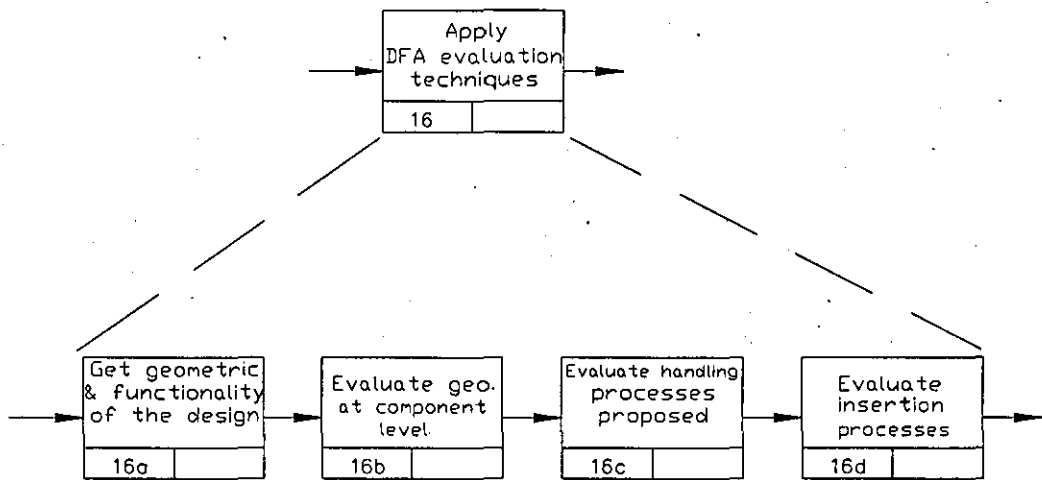 Apply
DFA evaluation
techniques
16
Get geometric
& functionality
of the design
16a
Evaluate geo.
at component
level.
16b
Evaluate handling
processes
proposed
16c
Evaluate
insertion
processes
16d